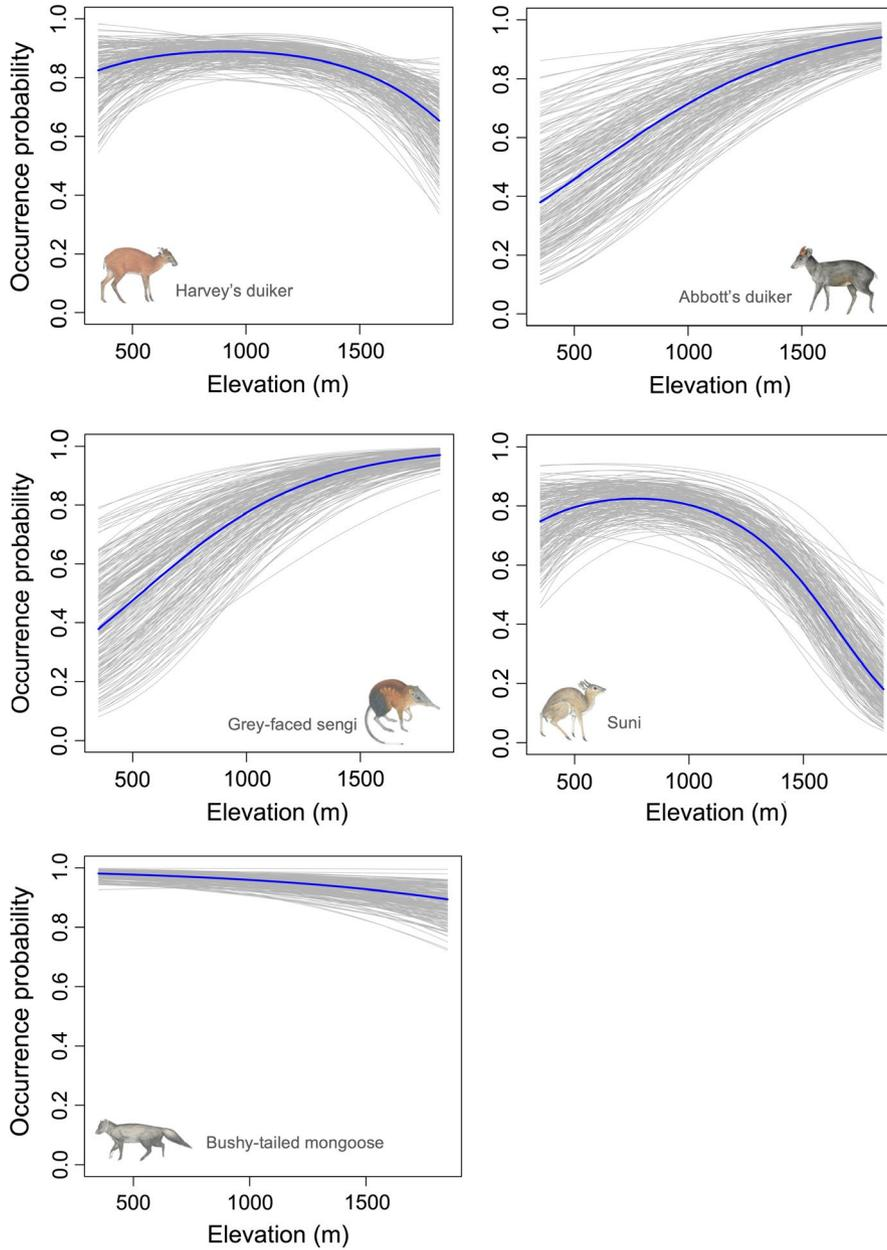 Occurrence probability
0.0 0.2 0.4 0.6 0.8 1.0
Harvey's duiker
500 1000 1500
Elevation (m)
0.0 0.2 0.4 0.6 0.8 1.0
Abbott's duiker
500 1000 1500
Elevation (m)
Occurrence probability
0.0 0.2 0.4 0.6 0.8 1.0
Grey-faced sengi
500 1000 1500
Elevation (m)
0.0 0.2 0.4 0.6 0.8 1.0
Suni
500 1000 1500
Elevation (m)
Occurrence probability
0.0 0.2 0.4 0.6 0.8 1.0
Bushy-tailed mongoose
500 1000 1500
Elevation (m)